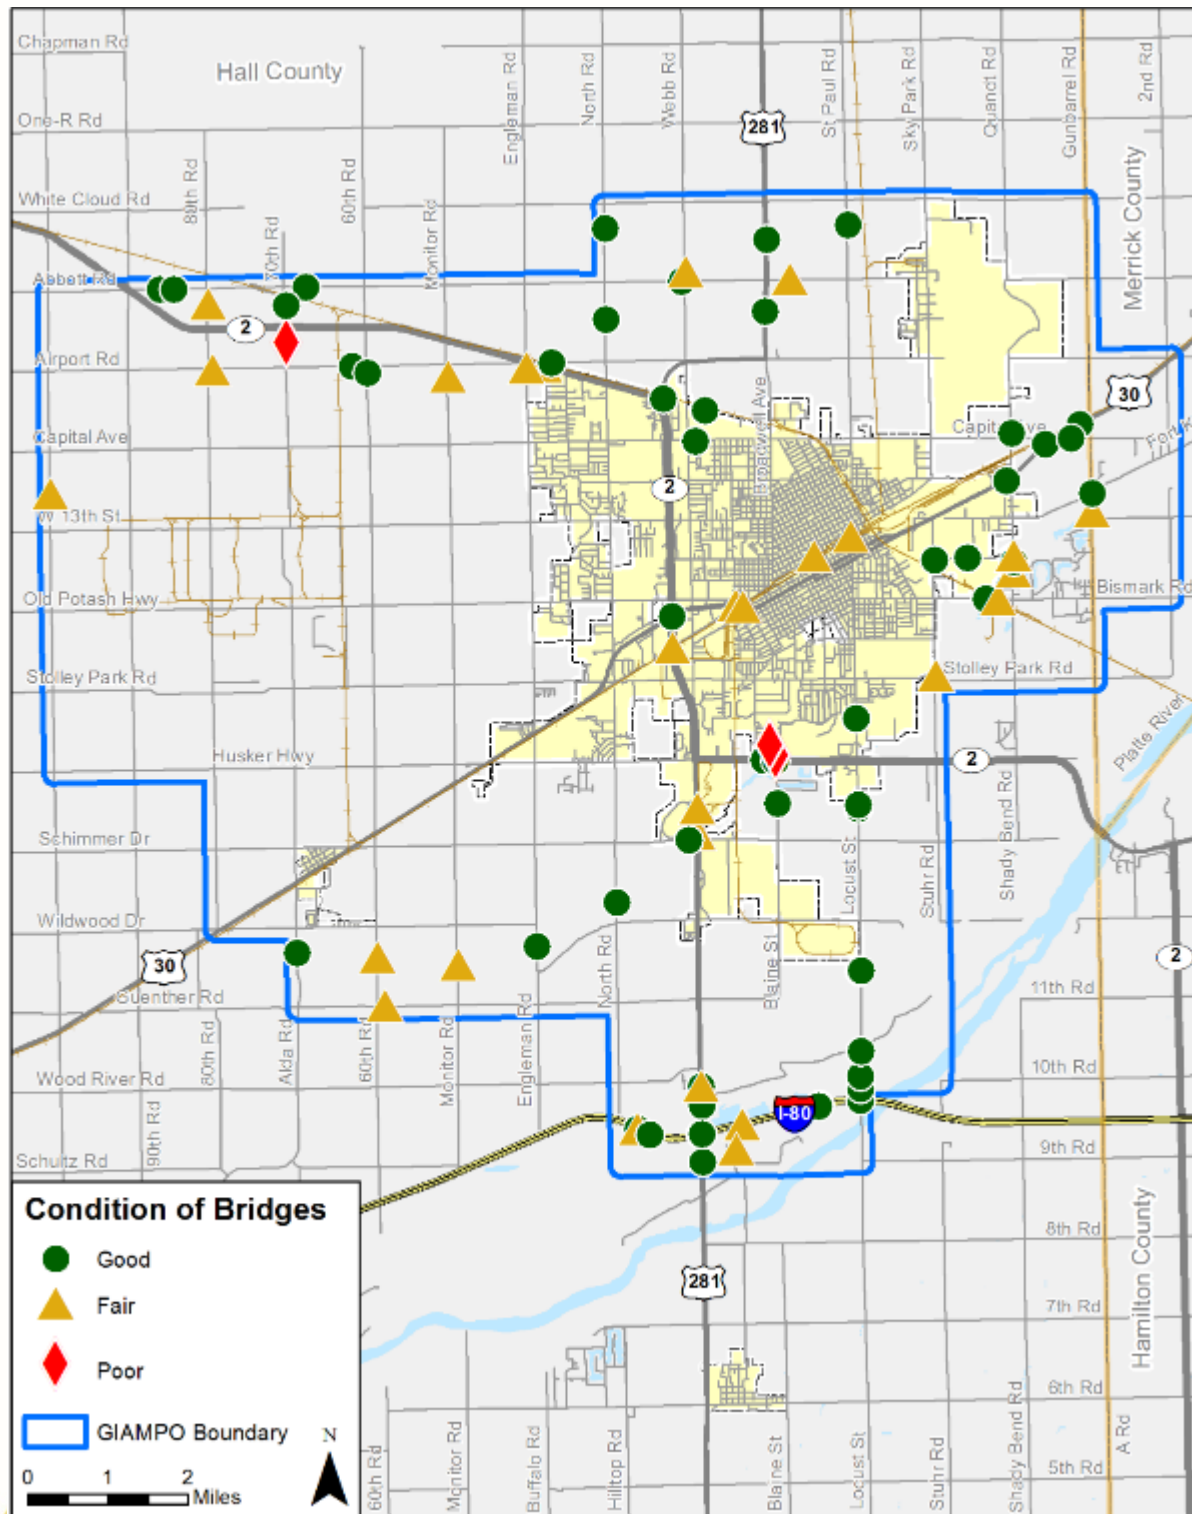 Chapman Rd
Hall County
One-R Rd
Engleman Rd
North Rd
Webb Rd
281
St Paul Rd
Sky Park Rd
Quandt Rd
Gunbarrel Rd
2nd Rd
Merrick County
White Cloud Rd
80th Rd
70th Rd
60th Rd
Monitor Rd
Abbott Rd
2
Airport Rd
30
Capital Ave
Broadwell Ave
Capital Ave
2
W 13th St
Old Potash Hwy
Bismark Rd
Stolley Park Rd
Stolley Park Rd
Husker Hwy
2
Platte River
Schimmer Dr
Locust St
Stuhr Rd
Shady Bend Rd
Wildwood Dr
30
North Rd
Blaine St
2
Guenther Rd
11th Rd
80th Rd
Alda Rd
60th Rd
Monitor Rd
Engleman Rd
Wood River Rd
10th Rd
90th Rd
I-80
Schultz Rd
9th Rd
Condition of Bridges
Good
Fair
Poor
GIAMPO Boundary
N
0 1 2
Miles
8th Rd
281
Hamilton County
7th Rd
6th Rd
60th Rd
Monitor Rd
Buffalo Rd
Hilltop Rd
Blaine St
Locust St
Stuhr Rd
Shady Bend Rd
A Rd
5th Rd